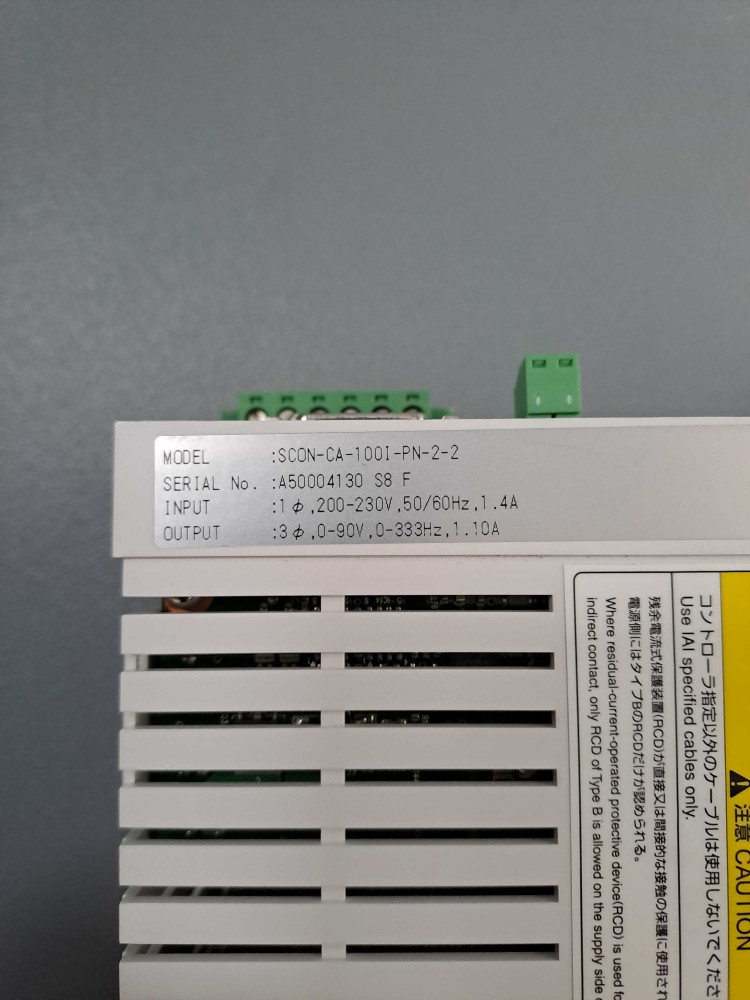 MODEL :SCON-CA-100I-PN-2-2
SERIAL No. :A50004130 S8 F
INPUT :1φ,200-230V,50/60Hz,1.4A
OUTPUT :3φ,0-90V,0-333Hz,1.10A
注意 CAUTION
コントローラ指定以外のケーブルは使用しないでくださ
Use IAI specified cables only.
残余電流式保護装置(RCD)が直接又は間接的な接触の保護に使用され
電源側にはタイプBのRCDだけが認められる。
Where residual-current-operated protective device(RCD) is used fo
indirect contact, only RCD of Type B is allowed on the supply side